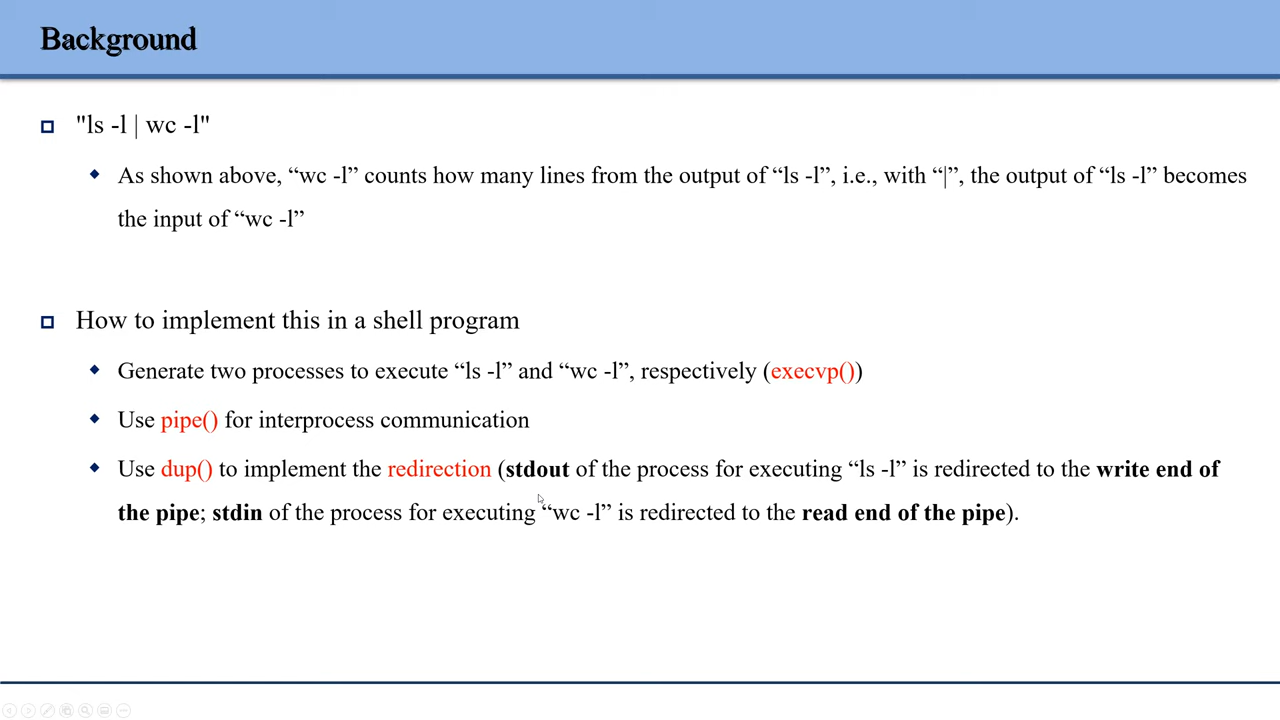 Background
"ls -l | wc -l"
As shown above, “wc -l” counts how many lines from the output of “ls -l”, i.e., with “|”, the output of “ls -l” becomes
the input of “wc -l”
How to implement this in a shell program
Generate two processes to execute “ls -l” and “wc -l”, respectively (execvp())
Use pipe() for interprocess communication
Use dup() to implement the redirection (stdout of the process for executing “ls -l” is redirected to the write end of
the pipe; stdin of the process for executing “wc -l” is redirected to the read end of the pipe).